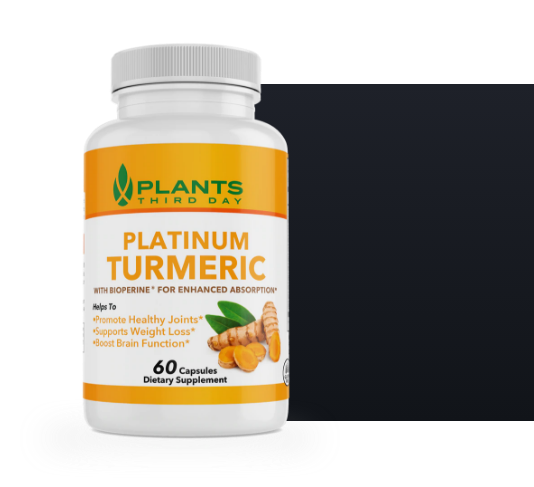 PLANTS
THIRD DAY
PLATINUM
TURMERIC
WITH BIOPERINE® FOR ENHANCED ABSORPTION*
Helps To
•Promote Healthy Joints*
•Supports Weight Loss*
•Boost Brain Function*
60 Capsules
Dietary Supplement